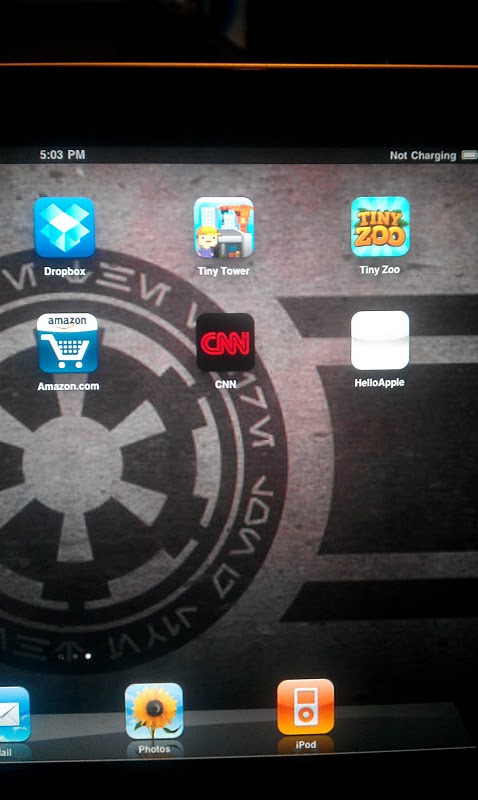 5:03 PM
Not Charging
Dropbox
Tiny Tower
TINY
ZOO
Tiny Zoo
amazon
Amazon.com
CNN
CNN
HelloApple
ail
Photos
iPod